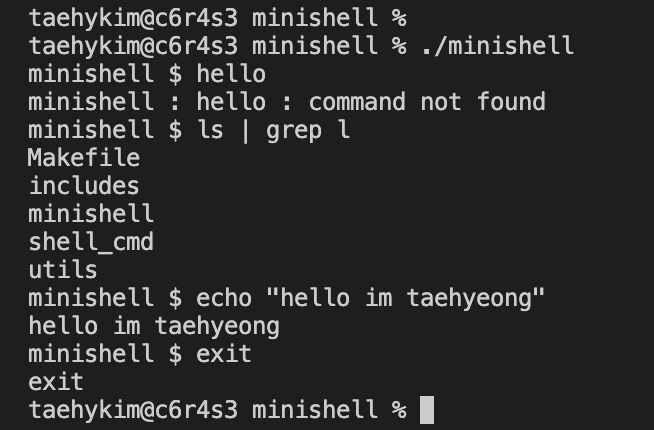 taehykim@c6r4s3 minishell %
taehykim@c6r4s3 minishell % ./minishell
minishell $ hello
minishell : hello : command not found
minishell $ ls | grep l
Makefile
includes
minishell
shell_cmd
utils
minishell $ echo "hello im taehyeong"
hello im taehyeong
minishell $ exit
exit
taehykim@c6r4s3 minishell %